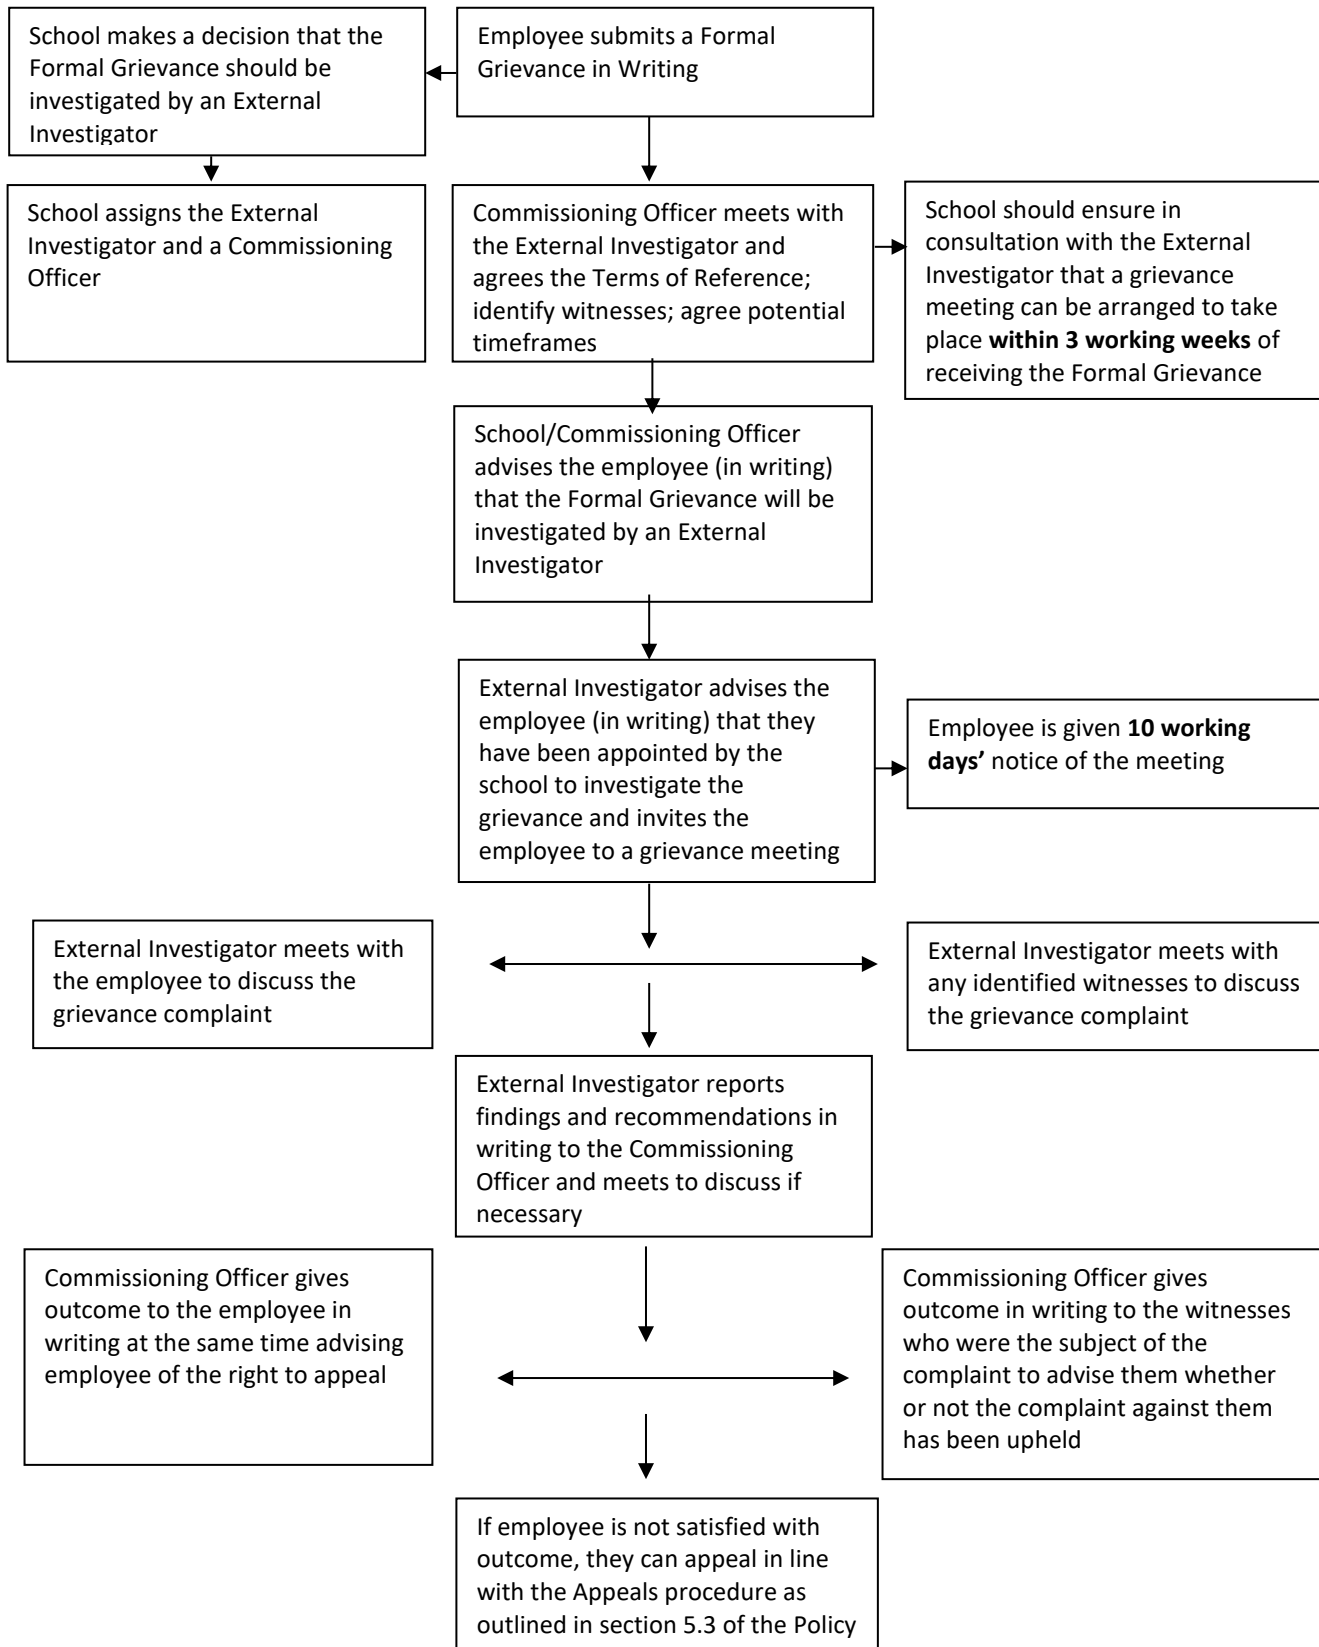 School makes a decision that the
Formal Grievance should be
investigated by an External
Investigator
Employee submits a Formal
Grievance in Writing
School assigns the External
Investigator and a Commissioning
Officer
Commissioning Officer meets with
the External Investigator and
agrees the Terms of Reference;
identify witnesses; agree potential
timeframes
School should ensure in
consultation with the External
Investigator that a grievance
meeting can be arranged to take
place within 3 working weeks of
receiving the Formal Grievance
School/Commissioning Officer
advises the employee (in writing)
that the Formal Grievance will be
investigated by an External
Investigator
External Investigator advises the
employee (in writing) that they
have been appointed by the
school to investigate the
grievance and invites the
employee to a grievance meeting
Employee is given 10 working
days’ notice of the meeting
External Investigator meets with
the employee to discuss the
grievance complaint
External Investigator meets with
any identified witnesses to discuss
the grievance complaint
External Investigator reports
findings and recommendations in
writing to the Commissioning
Officer and meets to discuss if
necessary
Commissioning Officer gives
outcome to the employee in
writing at the same time advising
employee of the right to appeal
Commissioning Officer gives
outcome in writing to the witnesses
who were the subject of the
complaint to advise them whether
or not the complaint against them
has been upheld
If employee is not satisfied with
outcome, they can appeal in line
with the Appeals procedure as
outlined in section 5.3 of the Policy